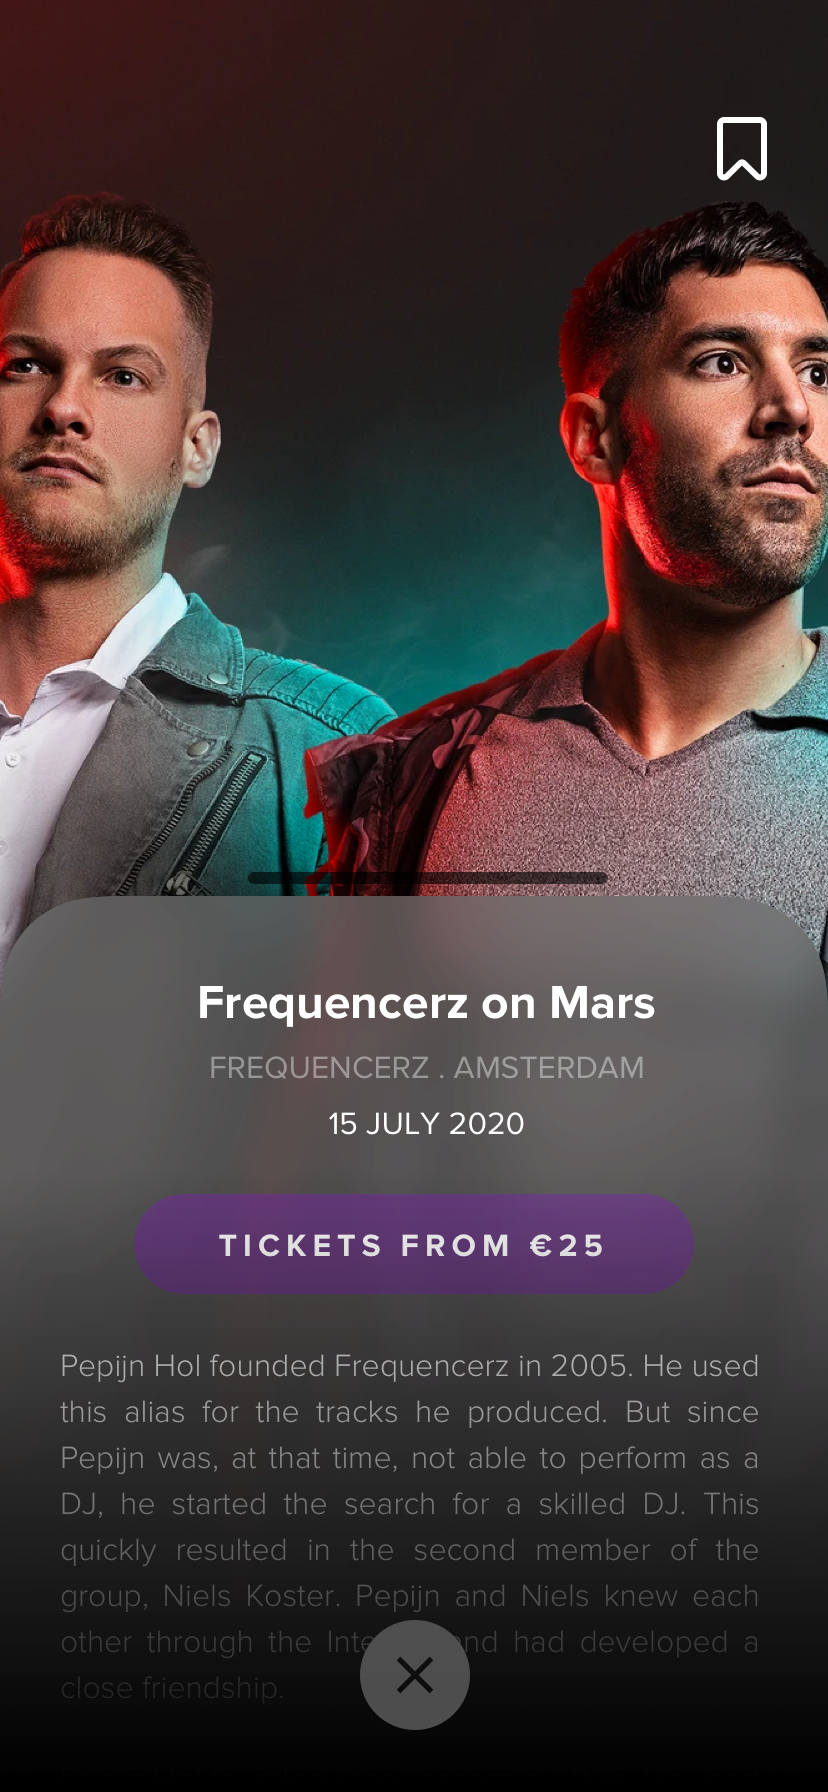 Frequencerz on Mars
FREQUENCERZ . AMSTERDAM
15 JULY 2020
TICKETS FROM €25
Pepijn Hol founded Frequencerz in 2005. He used
this alias for the tracks he produced. But since
Pepijn was, at that time, not able to perform as a
DJ, he started the search for a skilled DJ. This
quickly resulted in the second member of the
group, Niels Koster. Pepijn and Niels knew each
other through the had developed a
close friendship.